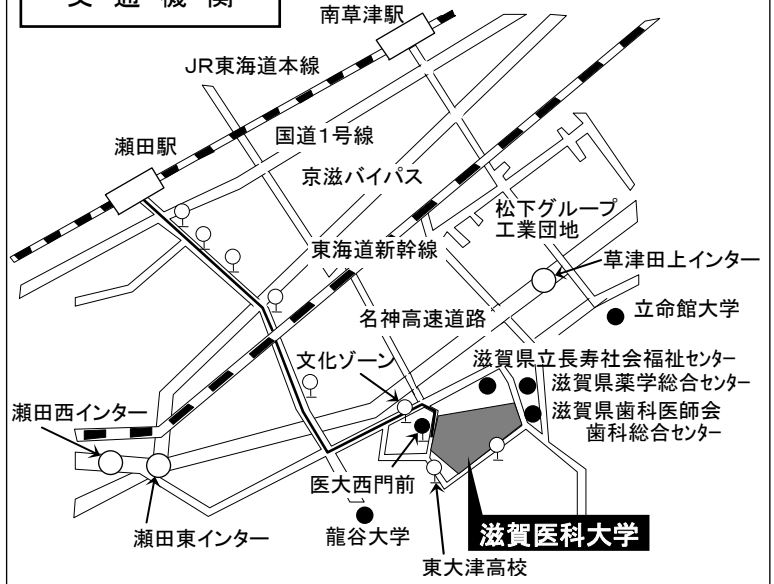 交通機関
南草津駅
JR東海道本線
国道1号線
瀬田駅
京滋バイパス
松下グループ
工業団地
東海道新幹線
草津田上インター
名神高速道路
立命館大学
文化ゾーン
滋賀県立長寿社会福祉センター
滋賀県薬学総合センター
滋賀県歯科医師会
歯科総合センター
瀬田西インター
医大西門前
瀬田東インター
龍谷大学
滋賀医科大学
東大津高校